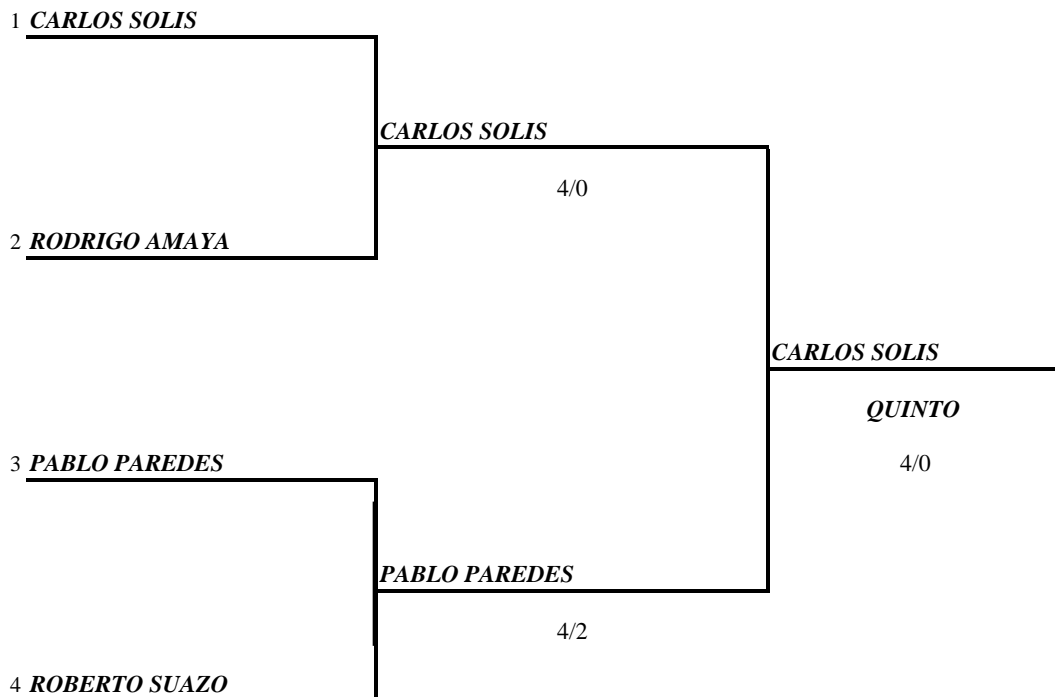 1 CARLOS SOLIS
CARLOS SOLIS
4/0
2 RODRIGO AMAYA
CARLOS SOLIS
QUINTO
3 PABLO PAREDES
4/0
PABLO PAREDES
4/2
4 ROBERTO SUAZO